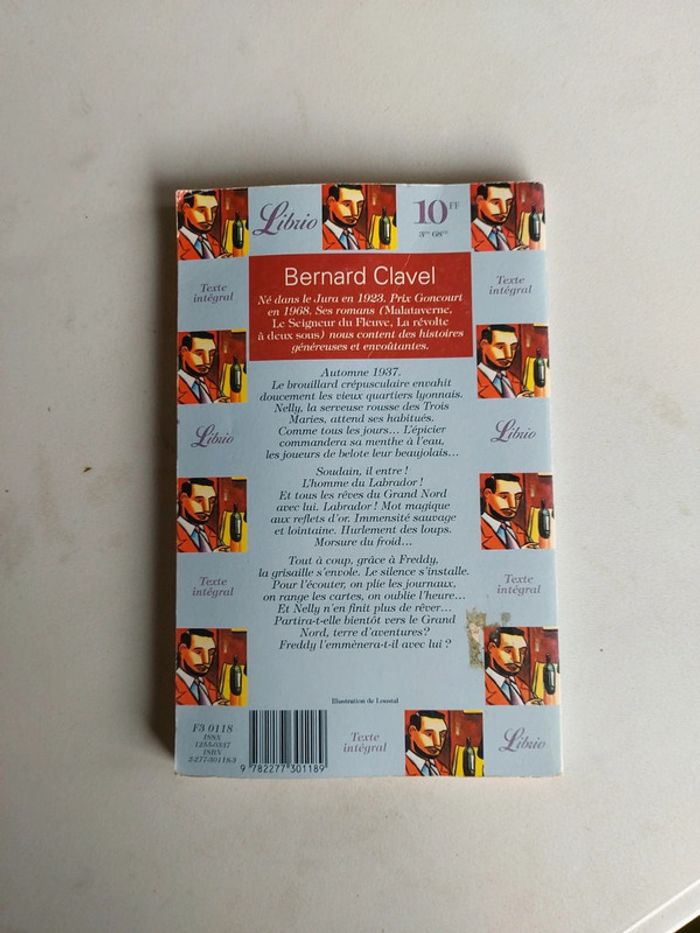 Librio
10 FF
Bernard Clavel
Texte
intégral
Texte
intégral
Né dans le Jura en 1923. Prix Goncourt
en 1968. Ses romans (Malataverne,
Le Seigneur du Fleuve, La révolte
à deux sous) nous content des histoires
généreuses et envoûtantes.
Automne 1937.
Le brouillard crépusculaire envahit
doucement les vieux quartiers lyonnais.
Nelly, la serveuse rousse des Trois
Maries, attend ses habitués.
Comme tous les jours... L'épicier
commandera sa menthe à l'eau,
les joueurs de belote leur beaujolais...
Librio
Librio
Soudain, il entre !
L'homme du Labrador !
Et tous les rêves du Grand Nord
avec lui. Labrador ! Mot magique
aux reflets d'or. Immensité sauvage
et lointaine. Hurlement des loups.
Morsure du froid...
Tout à coup, grâce à Freddy,
la grisaille s'envole. Le silence s'installe.
Pour l'écouter, on plie les journaux,
on range les cartes, on oublie l'heure...
Et Nelly n'en finit plus de rêver...
Partira-t-elle bientôt vers le Grand
Nord, terre d'aventures ?
Freddy l'emmènera-t-il avec lui ?
Texte
intégral
Texte
intégral
Illustration de Loustal
F3 0118
ISSN
1255-0337
ISBN
2-277-30118-3
9 782277 301189
Texte
intégral
Librio